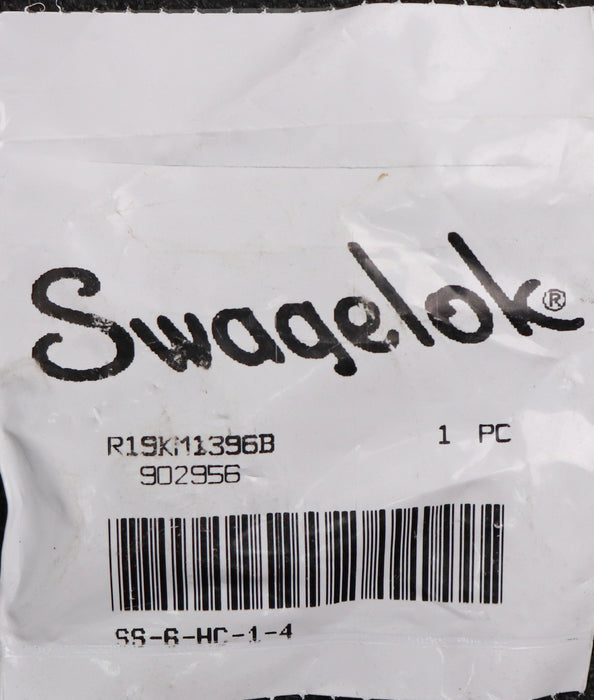 Swagelok®
R19KM1396B 1 PC
902956
SS-6-HC-1-4